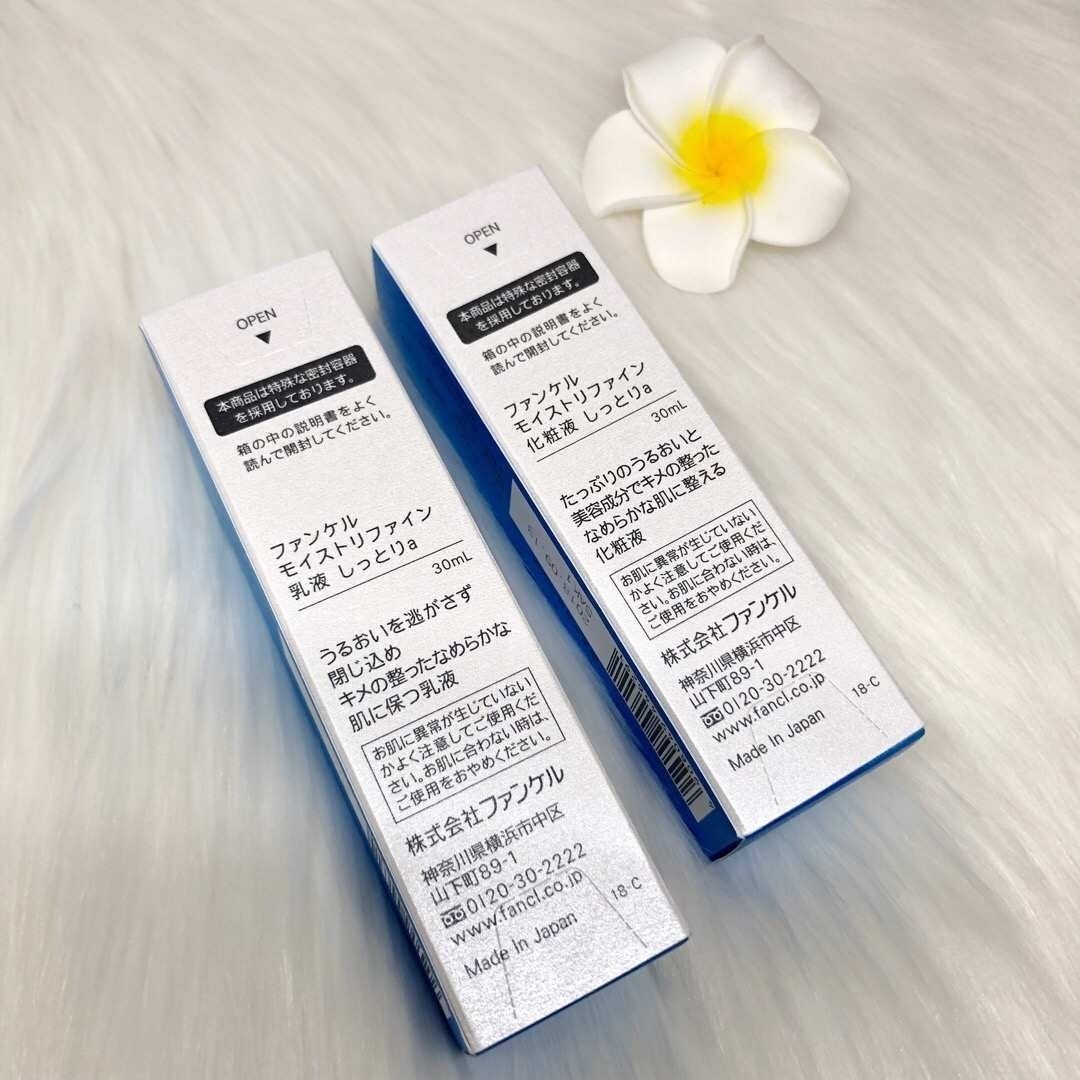 OPEN
本商品は特殊な密封容器
を採用しております。
箱の中の説明書をよく
読んで開封してください。
ファンケル
モイストリファイン
乳液 しっとりa
30mL
うるおいを逃がさず
閉じ込め
キメの整ったなめらかな
肌に保つ乳液
お肌に異常が生じていない
かよく注意してご使用くだ
さい。お肌に合わない時は、
ご使用をおやめください。
株式会社ファンケル
神奈川県横浜市中区
山下町89-1
0120-30-2222
www.fancl.co.jp
Made In Japan
18-C
OPEN
本商品は特殊な密封容器
を採用しております。
箱の中の説明書をよく
読んで開封してください。
ファンケル
モイストリファイン
化粧液 しっとりa
30mL
たっぷりのうるおいと
美容成分でキメの整った
なめらかな肌に整える
化粧液
お肌に異常が生じていない
かよく注意してご使用くだ
さい。お肌に合わない時は、
ご使用をおやめください。
株式会社ファンケル
神奈川県横浜市中区
山下町89-1
0120-30-2222
www.fancl.co.jp
Made In Japan
18-C